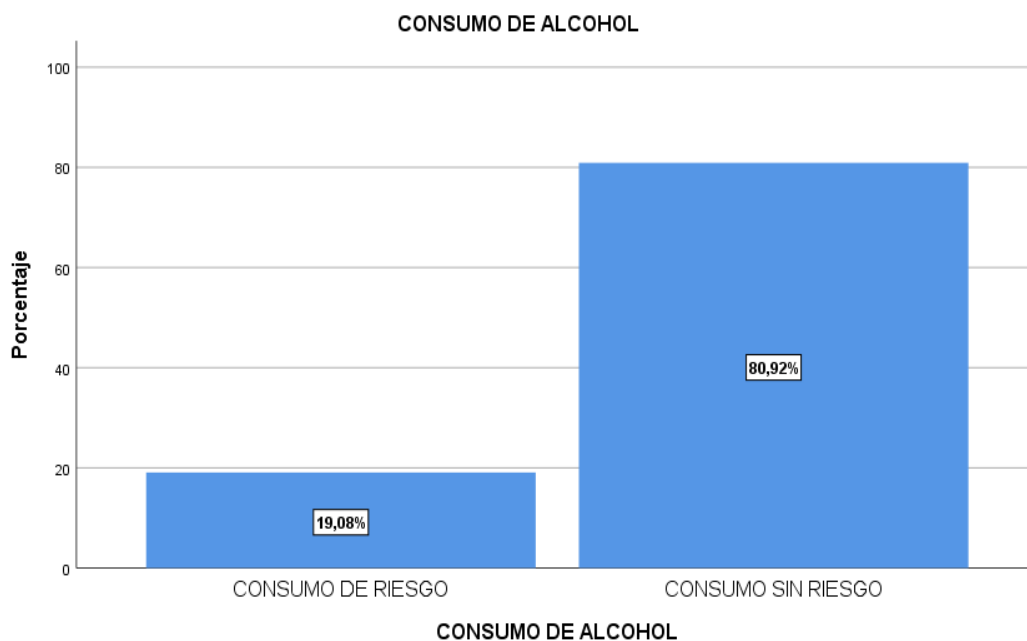 CONSUMO DE ALCOHOL
Porcentaje
100
80
60
40
20
0
19,08%
80,92%
CONSUMO DE RIESGO
CONSUMO SIN RIESGO
CONSUMO DE ALCOHOL